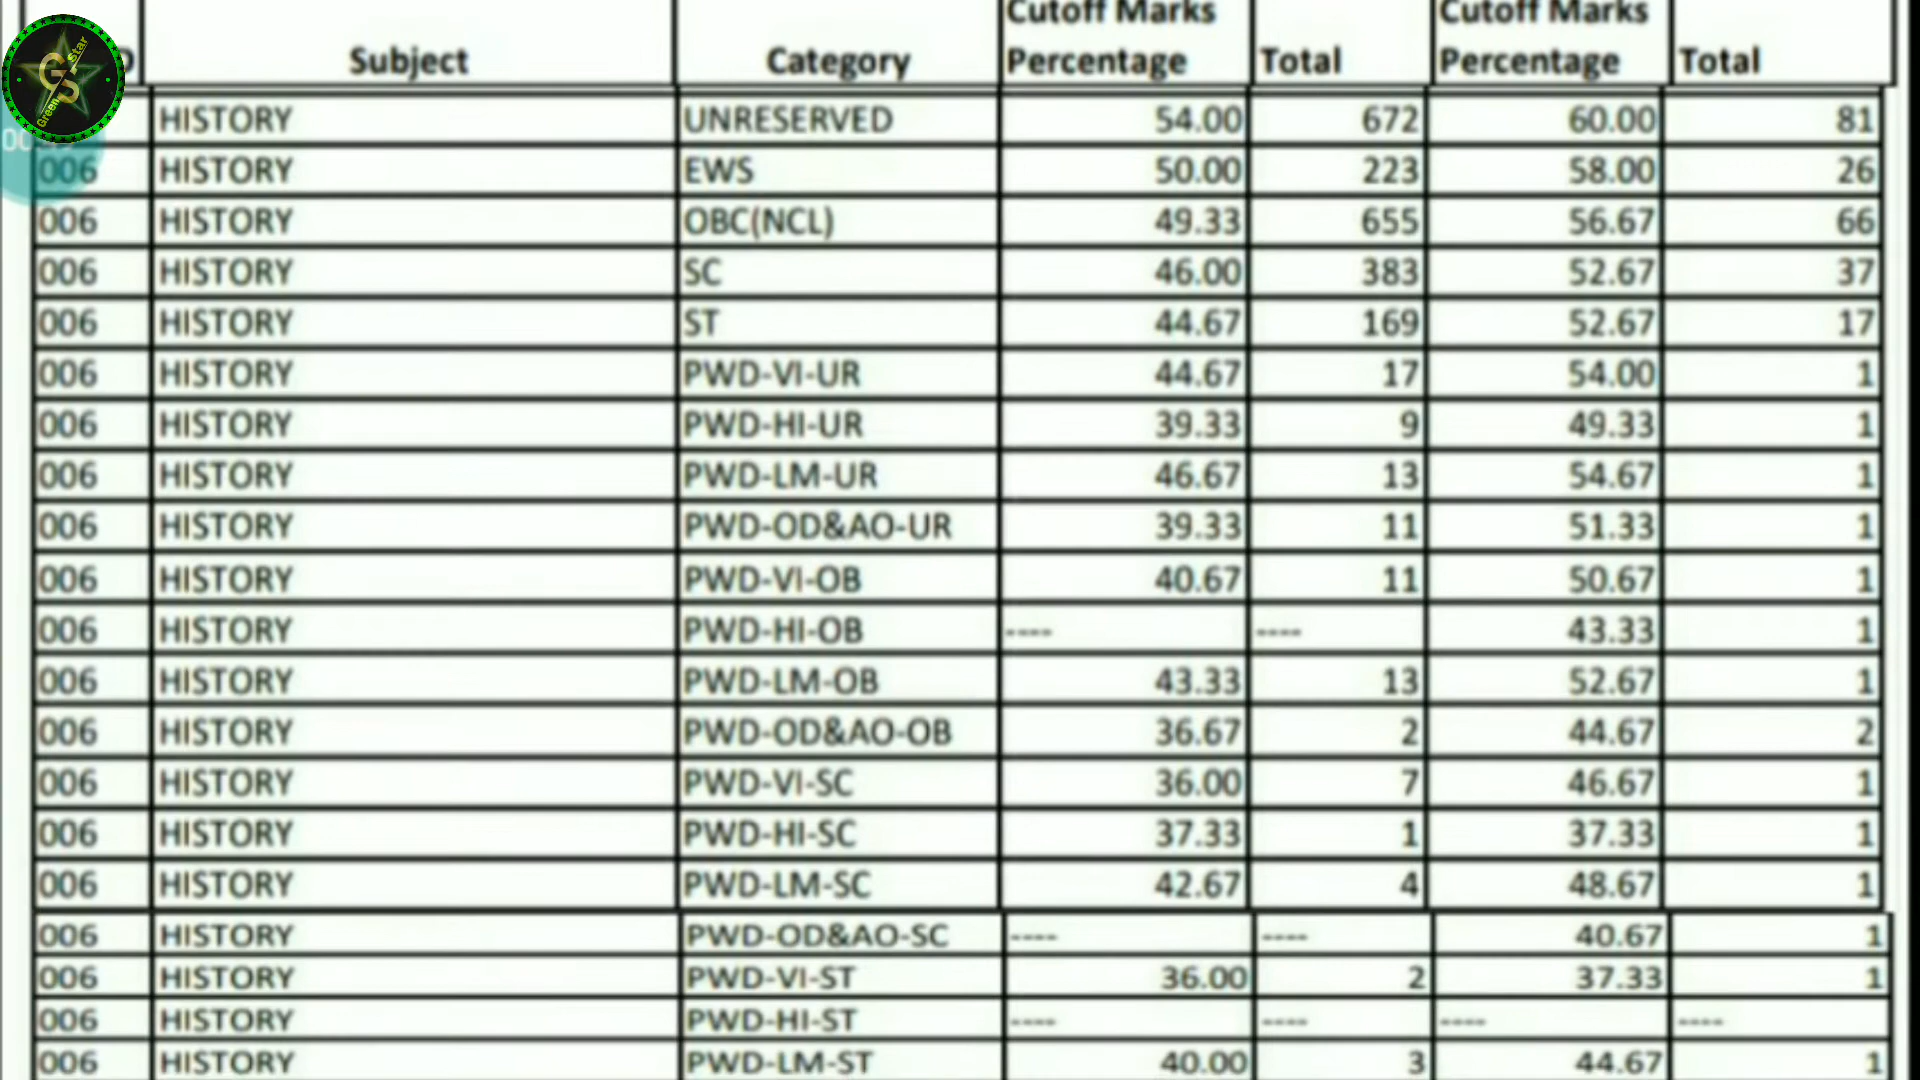 Cutoff Marks Cutoff Marks
Subject Category Percentage Total Percentage Total
HISTORY UNRESERVED 54.00 672 60.00 81
006 HISTORY EWS 50.00 223 58.00 26
006 HISTORY OBC(NCL) 49.33 655 56.67 66
006 HISTORY SC 46.00 383 52.67 37
006 HISTORY ST 44.67 169 52.67 17
006 HISTORY PWD-VI-UR 44.67 17 54.00 1
006 HISTORY PWD-HI-UR 39.33 9 49.33 1
006 HISTORY PWD-LM-UR 46.67 13 54.67 1
006 HISTORY PWD-OD&AO-UR 39.33 11 51.33 1
006 HISTORY PWD-VI-OB 40.67 11 50.67 1
006 HISTORY PWD-HI-OB ---- ---- 43.33 1
006 HISTORY PWD-LM-OB 43.33 13 52.67 1
006 HISTORY PWD-OD&AO-OB 36.67 2 44.67 2
006 HISTORY PWD-VI-SC 36.00 7 46.67 1
006 HISTORY PWD-HI-SC 37.33 1 37.33 1
006 HISTORY PWD-LM-SC 42.67 4 48.67 1
006 HISTORY PWD-OD&AO-SC ---- ---- 40.67 1
006 HISTORY PWD-VI-ST 36.00 2 37.33 1
006 HISTORY PWD-HI-ST ---- ---- ---- ----
006 HISTORY PWD-LM-ST 40.00 3 44.67 1
GS
Green star